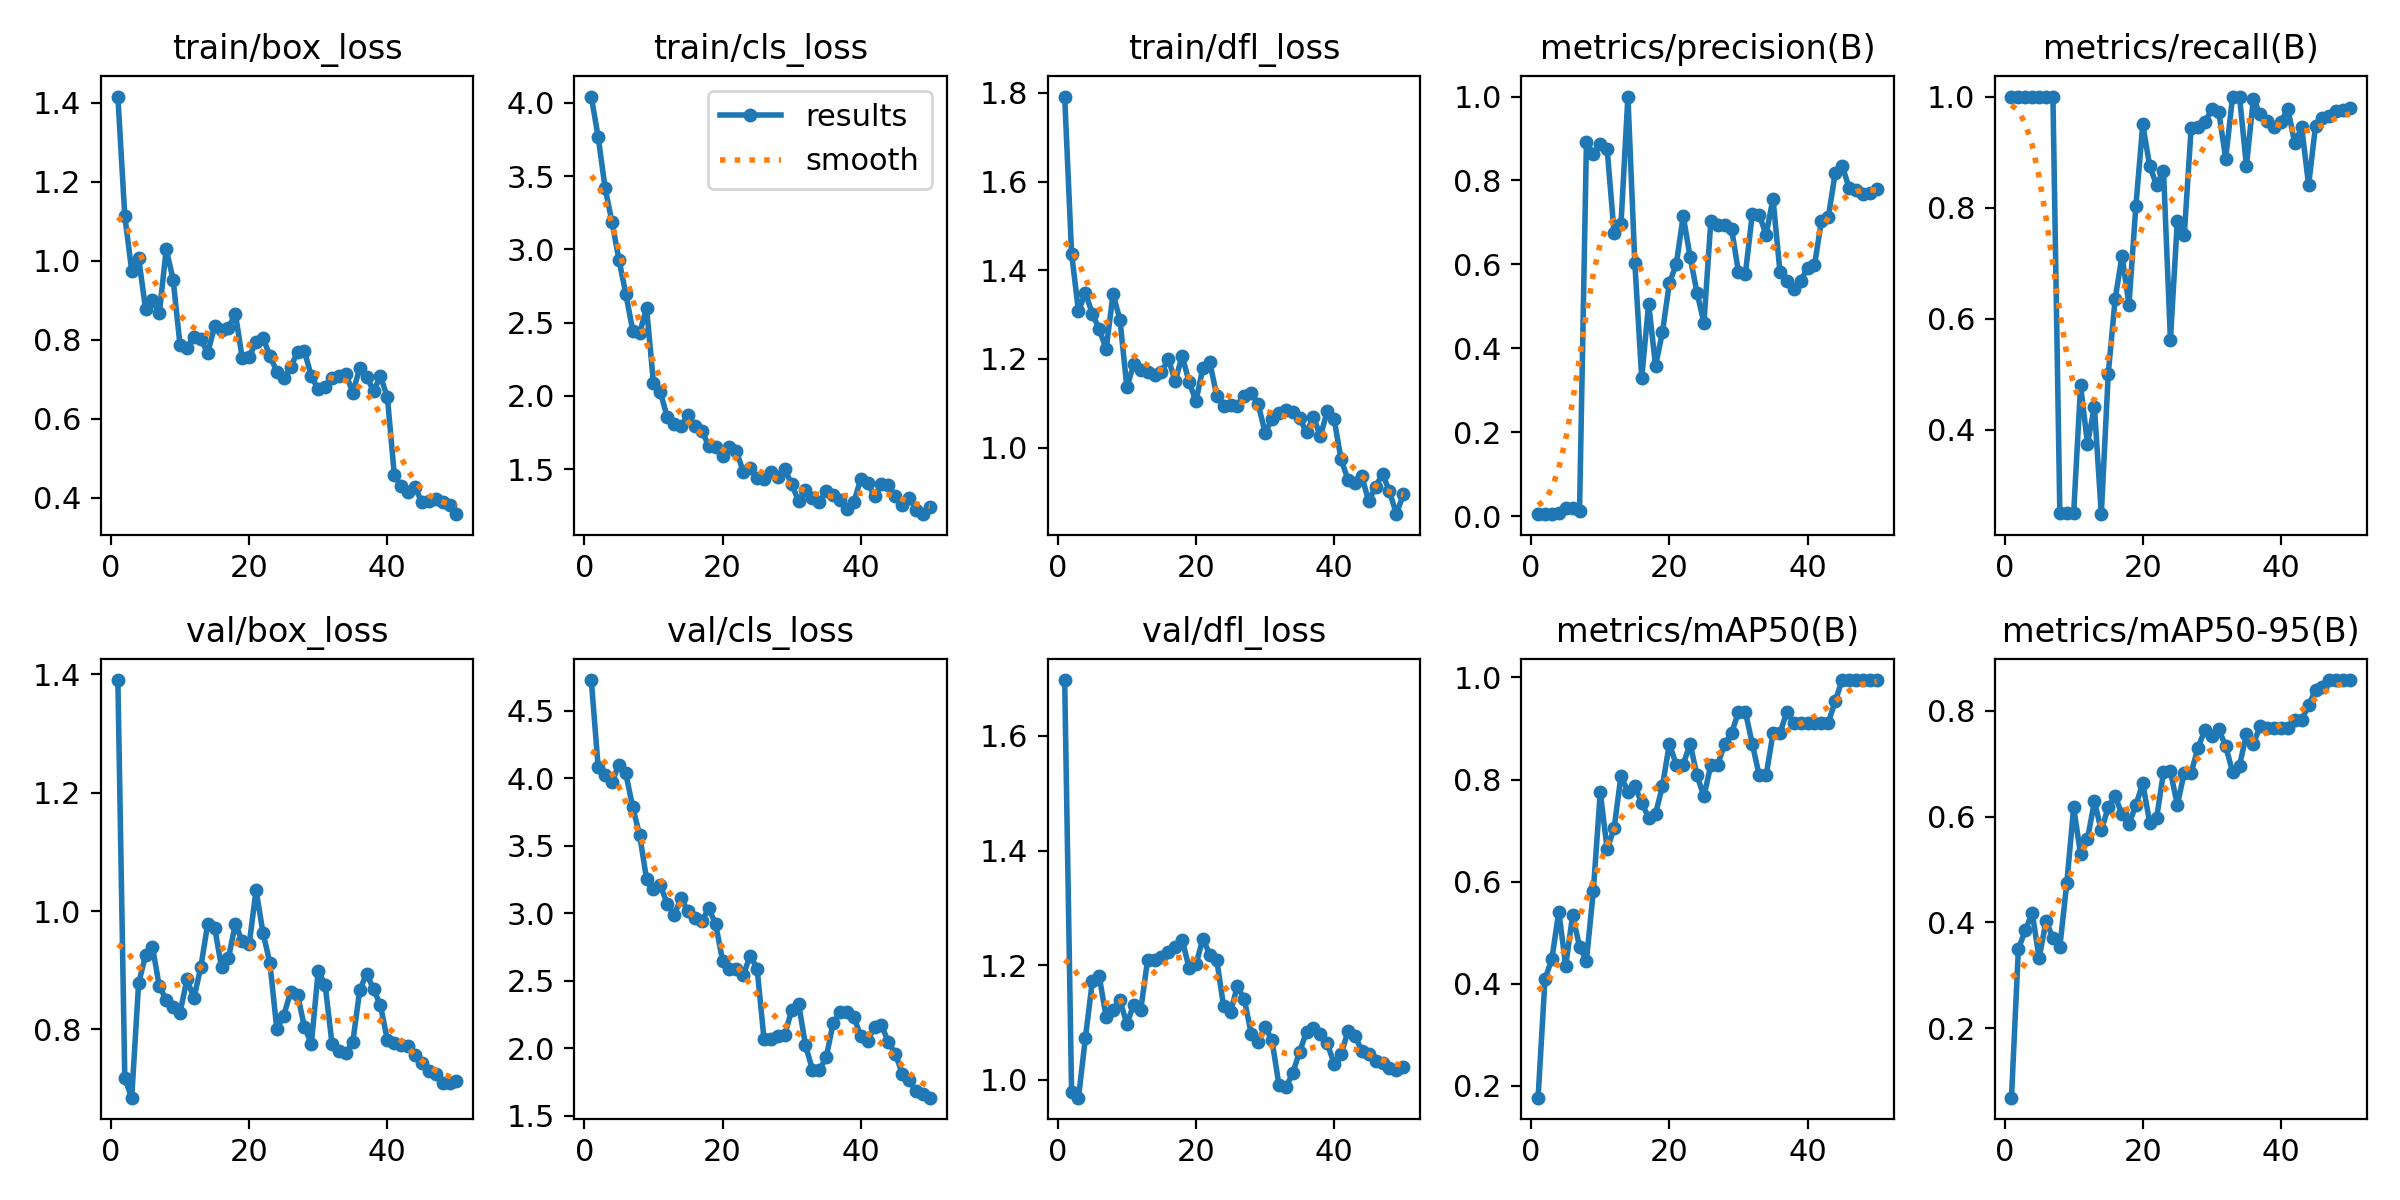 train/box_loss
1.4
1.2
1.0
0.8
0.6
0.4
0 20 40
train/cls_loss
results
smooth
4.0
3.5
3.0
2.5
2.0
1.5
0 20 40
train/dfl_loss
1.8
1.6
1.4
1.2
1.0
0 20 40
metrics/precision(B)
1.0
0.8
0.6
0.4
0.2
0.0
0 20 40
metrics/recall(B)
1.0
0.8
0.6
0.4
0 20 40
val/box_loss
1.4
1.2
1.0
0.8
0 20 40
val/cls_loss
4.5
4.0
3.5
3.0
2.5
2.0
1.5
0 20 40
val/dfl_loss
1.6
1.4
1.2
1.0
0 20 40
metrics/mAP50(B)
1.0
0.8
0.6
0.4
0.2
0 20 40
metrics/mAP50-95(B)
0.8
0.6
0.4
0.2
0 20 40